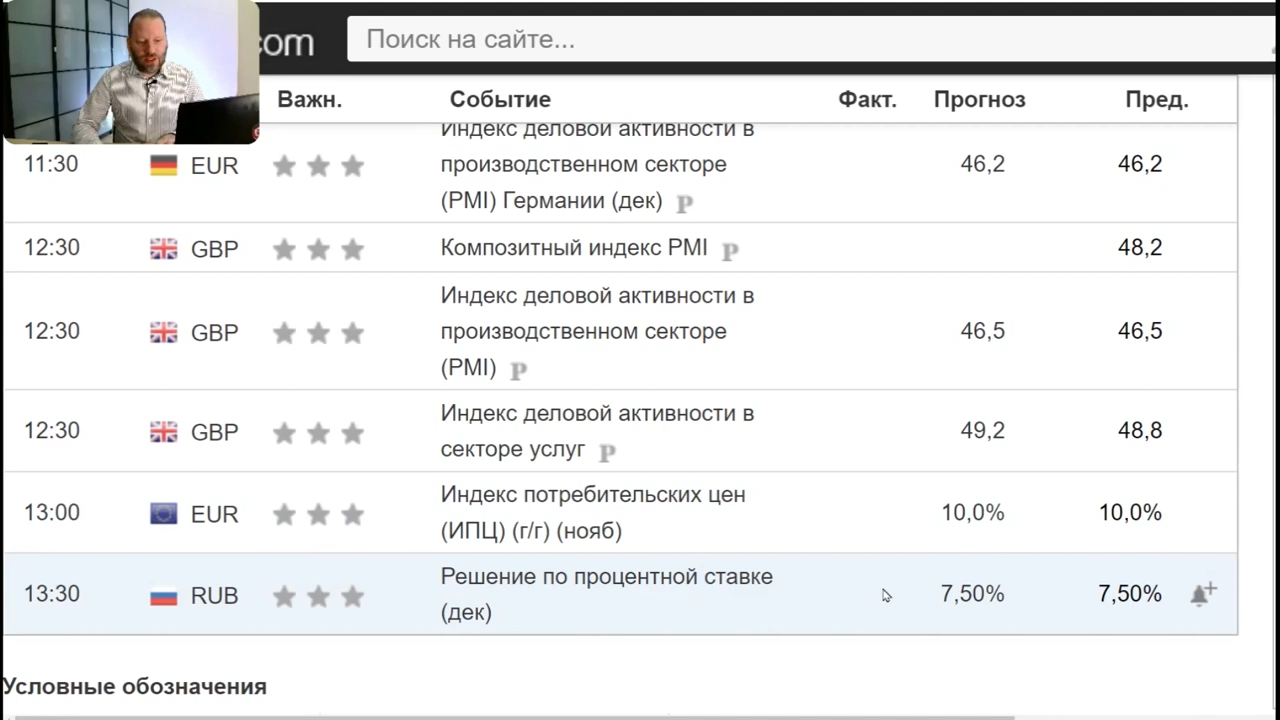 com
Поиск на сайте...
Важн. Событие Факт. Прогноз Пред.
11:30 EUR Индекс деловой активности в
производственном секторе 46,2 46,2
(PMI) Германии (дек) P
12:30 GBP Композитный индекс PMI P 48,2
Индекс деловой активности в
12:30 GBP производственном секторе 46,5 46,5
(PMI) P
12:30 GBP Индекс деловой активности в 49,2 48,8
секторе услуг P
13:00 EUR Индекс потребительских цен 10,0% 10,0%
(ИПЦ) (г/г) (нояб)
13:30 RUB Решение по процентной ставке 7,50% 7,50%
(дек)
Условные обозначения